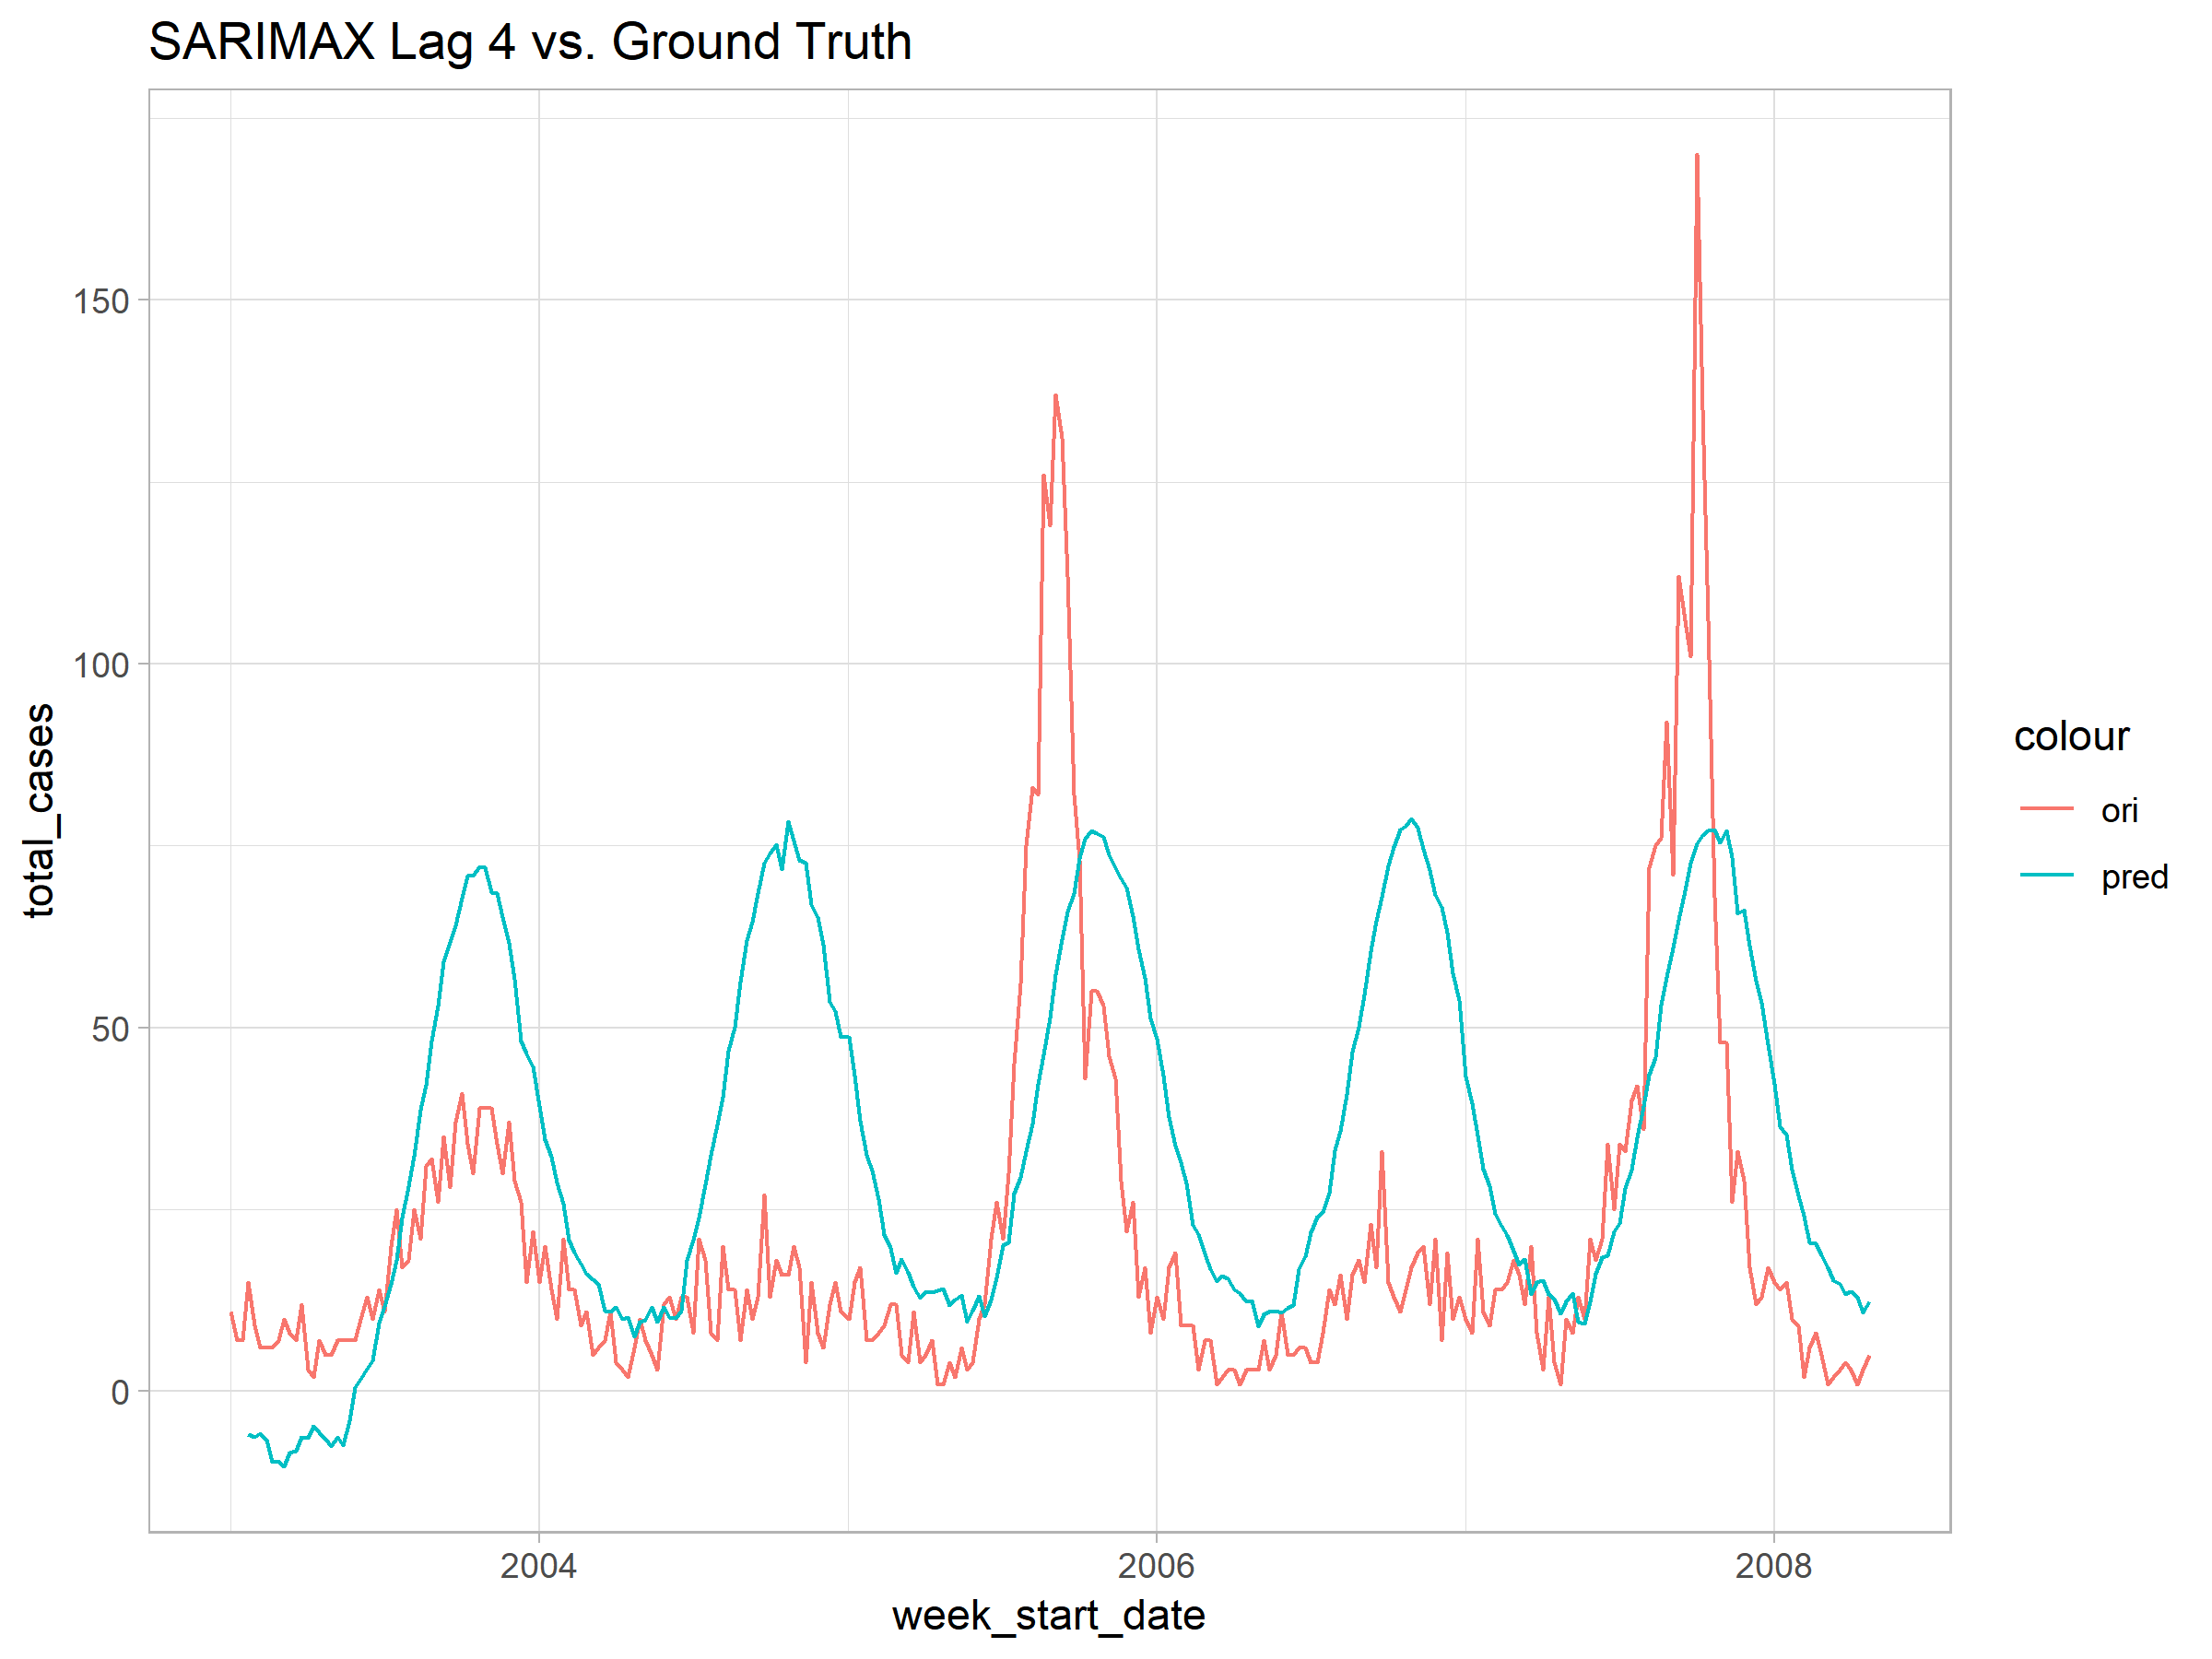 SARIMAX Lag 4 vs. Ground Truth
150
100
50
0
total_cases
2004
2006
2008
week_start_date
colour
ori
pred